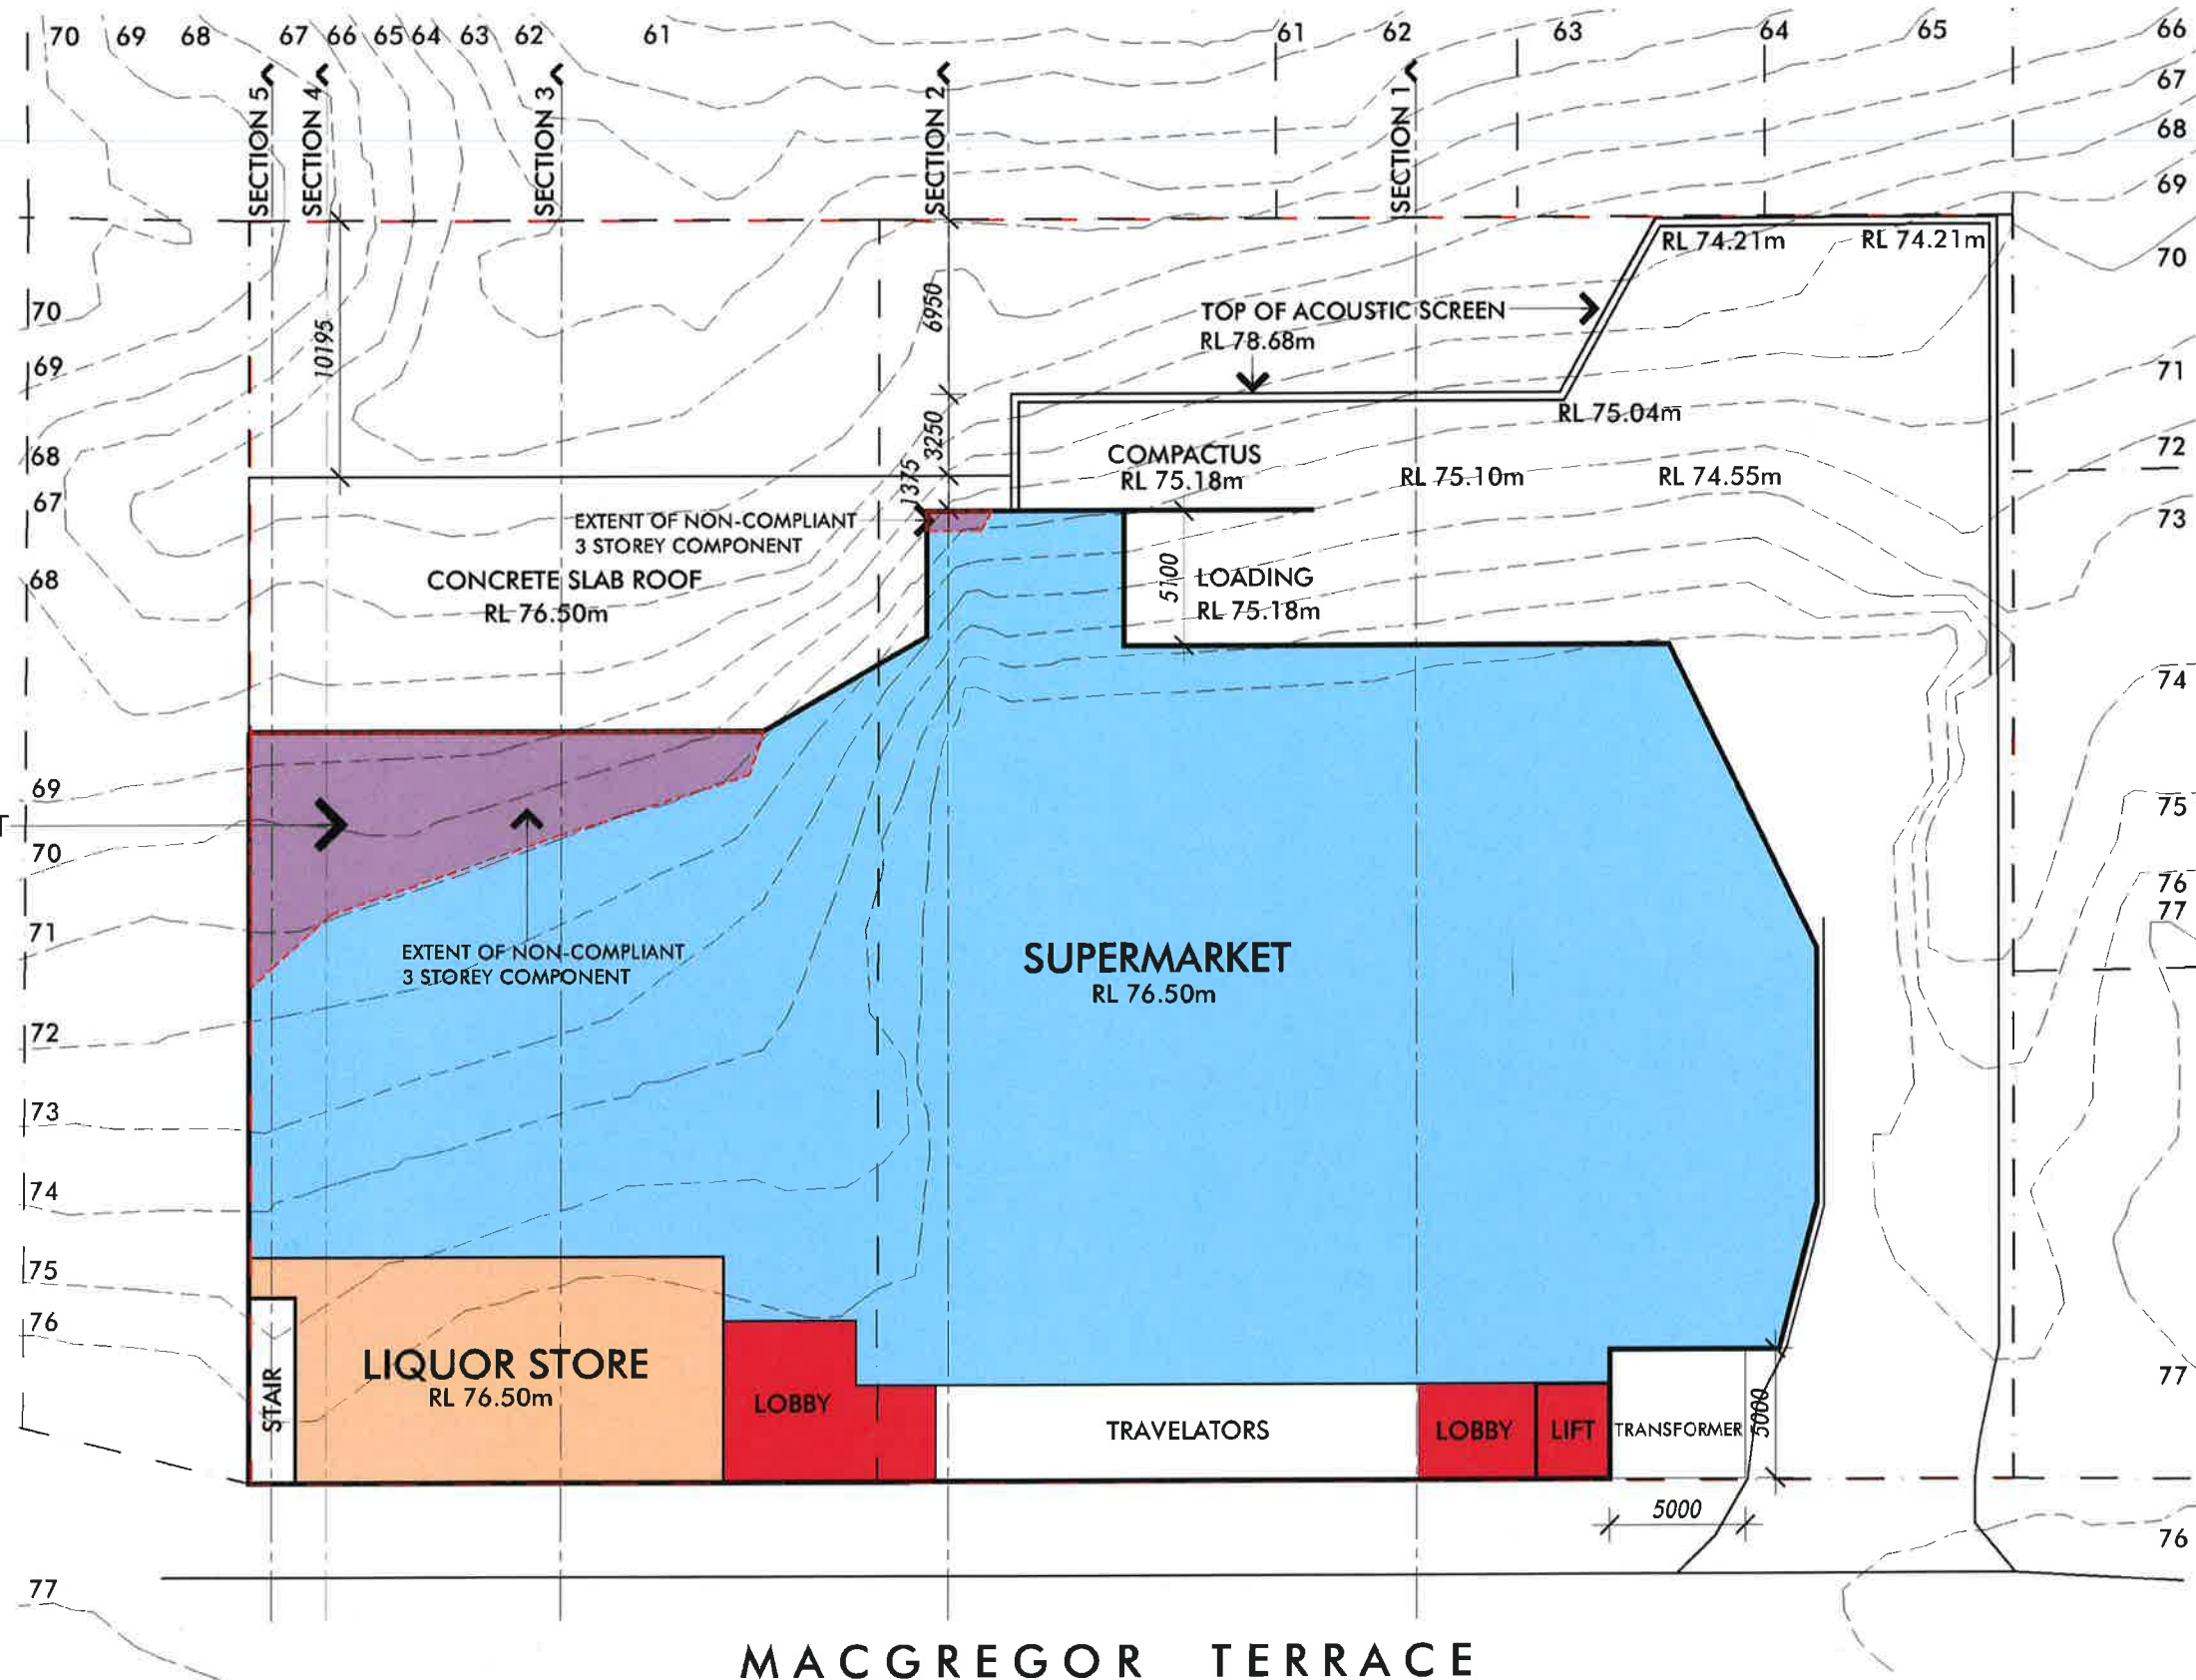 70 69 68 67 66 65 64 63 62 61 61 62 63 64 65 66
67
68
69
70
71
72
73
74
75
76
77
77
76
SECTION 5
SECTION 4
SECTION 3
SECTION 2
SECTION 1
70
69
68
67
68
69
T
70
71
72
73
74
75
76
77
10195
6950
3250
1375
RL 74.21m
RL 74.21m
TOP OF ACOUSTIC SCREEN
RL 78.68m
RL 75.04m
COMPACTUS
RL 75.18m
RL 75.10m
RL 74.55m
EXTENT OF NON-COMPLIANT
3 STOREY COMPONENT
CONCRETE SLAB ROOF
RL 76.50m
5100
LOADING
RL 75.18m
EXTENT OF NON-COMPLIANT
3 STOREY COMPONENT
SUPERMARKET
RL 76.50m
STAIR
LIQUOR STORE
RL 76.50m
LOBBY
TRAVELATORS
LOBBY
LIFT
TRANSFORMER
5000
5000
MACGREGOR TERRACE